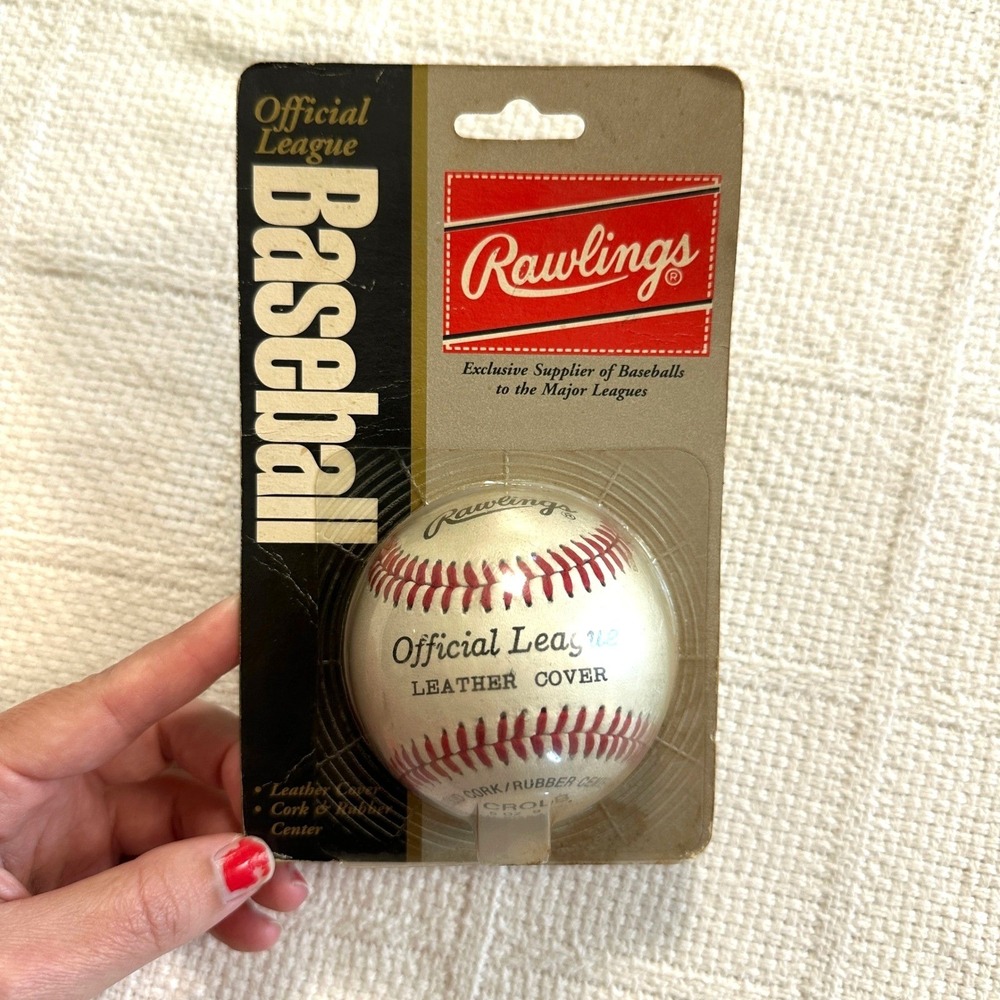 Official
League
Baseball
Rawlings®
Exclusive Supplier of Baseballs
to the Major Leagues
Rawlings®
Official League
LEATHER COVER
CORK/RUBBER
• Leather Cover
• Cork & Rubber
Center